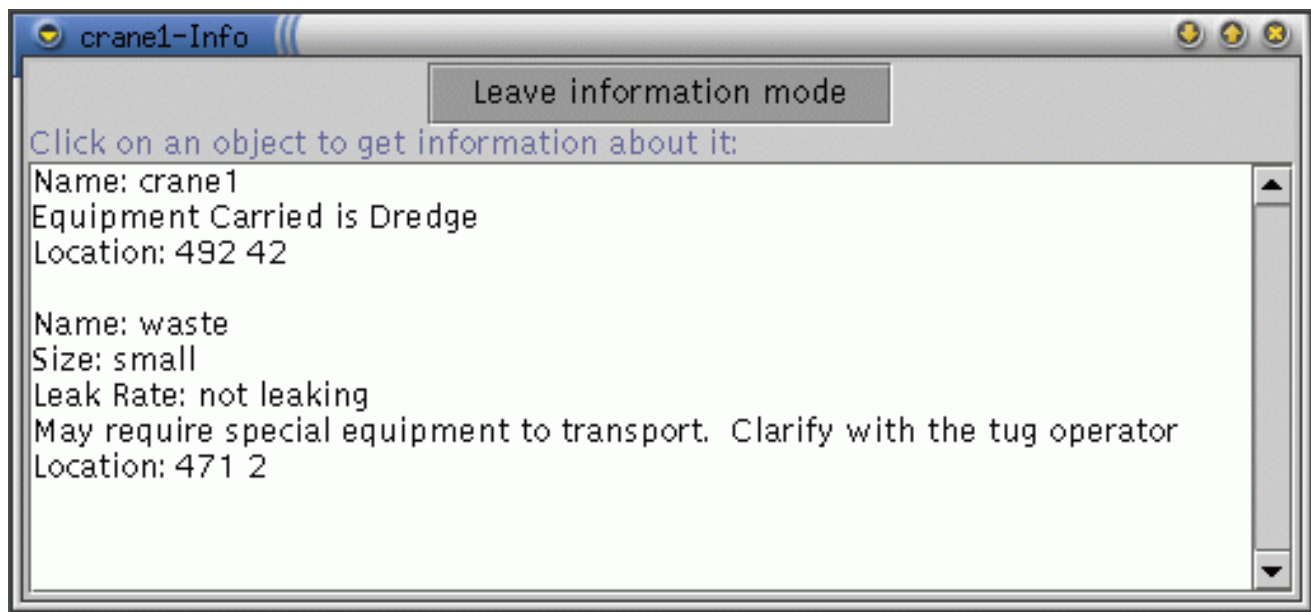 crane1-Info
Leave information mode
Click on an object to get information about it:
Name: crane1
Equipment Carried is Dredge
Location: 492 42
Name: waste
Size: small
Leak Rate: not leaking
May require special equipment to transport.  Clarify with the tug operator
Location: 471 2